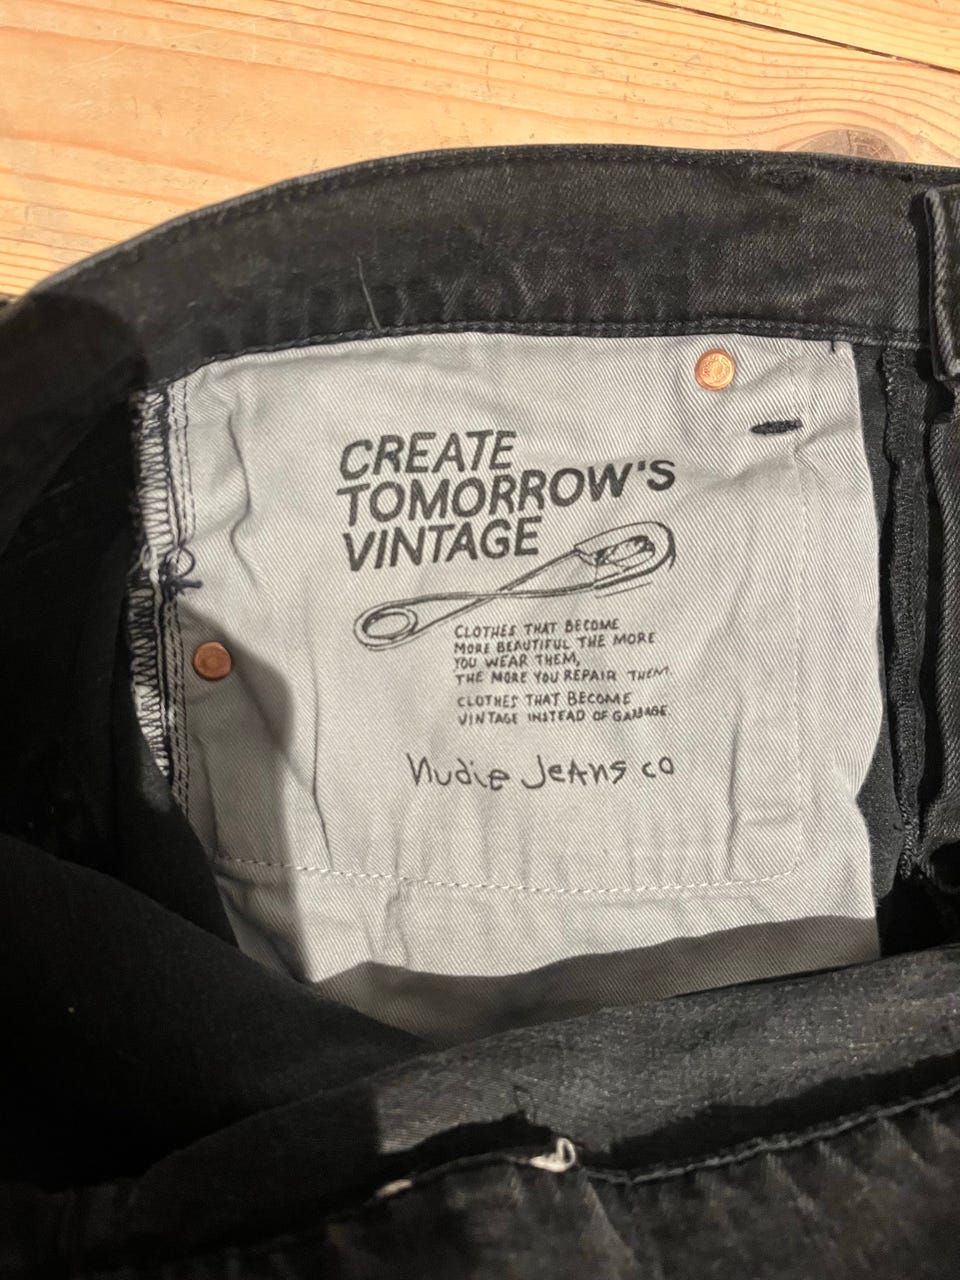 CREATE
TOMORROW'S
VINTAGE
CLOTHES THAT BECOME
MORE BEAUTIFUL THE MORE
YOU WEAR THEM,
THE MORE YOU REPAIR THEM.
CLOTHES THAT BECOME
VINTAGE INSTEAD OF GARBAGE.
Nudie Jeans co